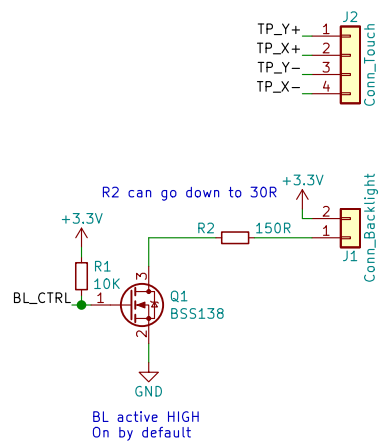 J2
TP_Y+ 1
TP_X+ 2
TP_Y- 3
TP_X- 4
Conn_Touch
R2 can go down to 30R
+3.3V
2
R2 150R 1
J1
Conn_Backlight
+3.3V
R1
10K
BL_CTRL 1
3
Q1
BSS138
2
GND
BL active HIGH
On by default